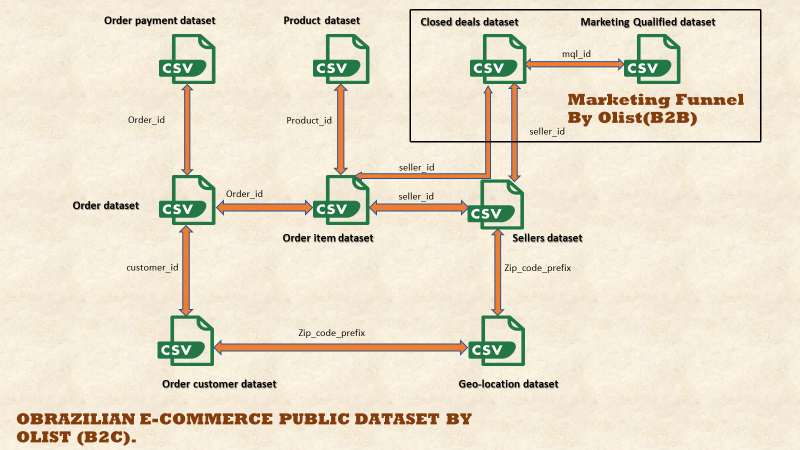 Order payment dataset
Product dataset
Closed deals dataset
Marketing Qualified dataset
CSV
CSV
CSV
mql_id
CSV
Marketing Funnel
By Olist(B2B)
Order_id
Product_id
seller_id
seller_id
Order dataset
CSV
Order_id
CSV
seller_id
CSV
Order item dataset
Sellers dataset
customer_id
Zip_code_prefix
CSV
Zip_code_prefix
CSV
Order customer dataset
Geo-location dataset
OBRAZILIAN E-COMMERCE PUBLIC DATASET BY
OLIST (B2C).